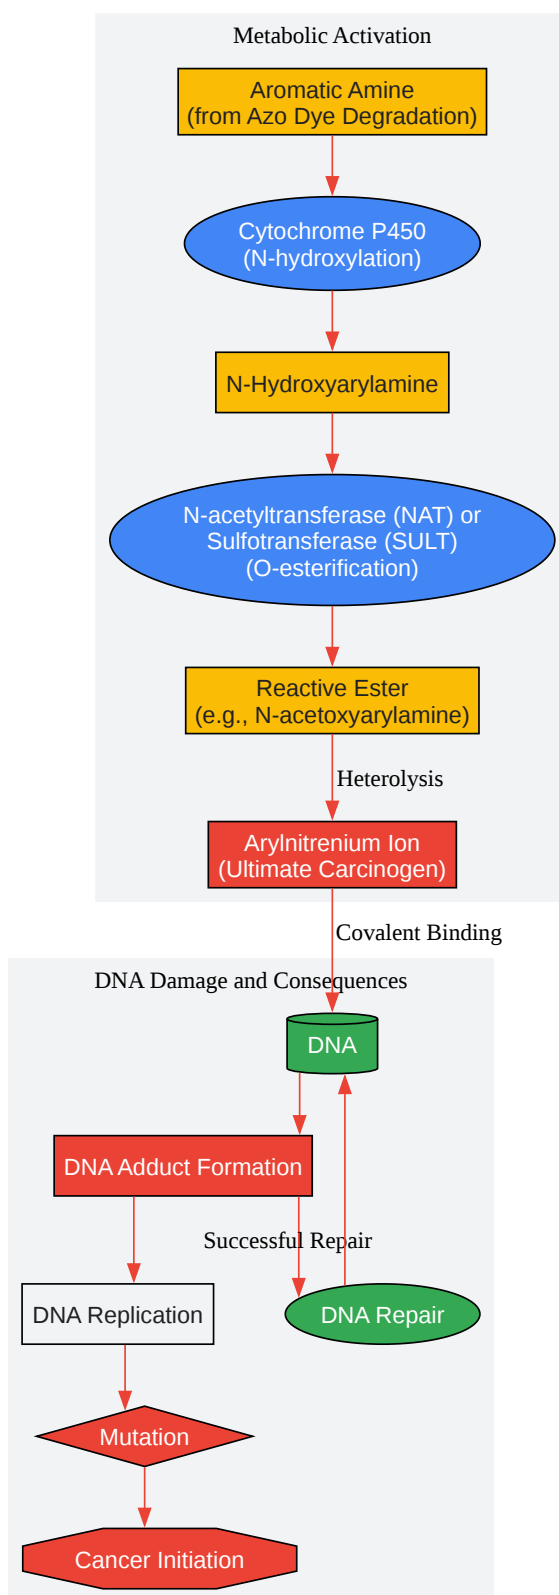 Metabolic Activation
Aromatic Amine
(from Azo Dye Degradation)
Cytochrome P450
(N-hydroxylation)
N-Hydroxyarylamine
N-acetyltransferase (NAT) or
Sulfotransferase (SULT)
(O-esterification)
Reactive Ester
(e.g., N-acetoxyarylamine)
Heterolysis
Arylnitrenium Ion
(Ultimate Carcinogen)
Covalent Binding
DNA Damage and Consequences
DNA
DNA Adduct Formation
Successful Repair
DNA Replication
DNA Repair
Mutation
Cancer Initiation